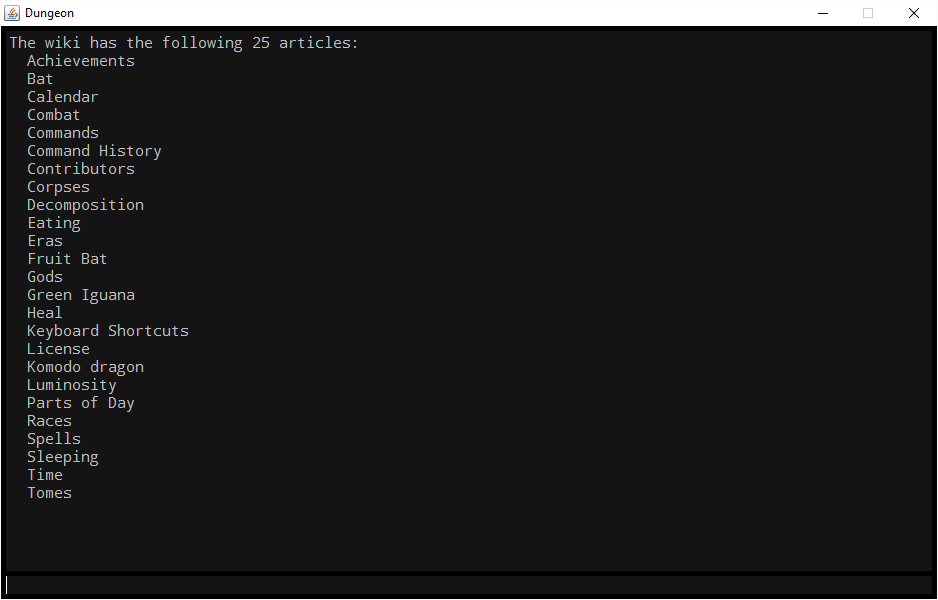 Dungeon
The wiki has the following 25 articles:
Achievements
Bat
Calendar
Combat
Commands
Command History
Contributors
Corpses
Decomposition
Eating
Eras
Fruit Bat
Gods
Green Iguana
Heal
Keyboard Shortcuts
License
Komodo dragon
Luminosity
Parts of Day
Races
Spells
Sleeping
Time
Tomes